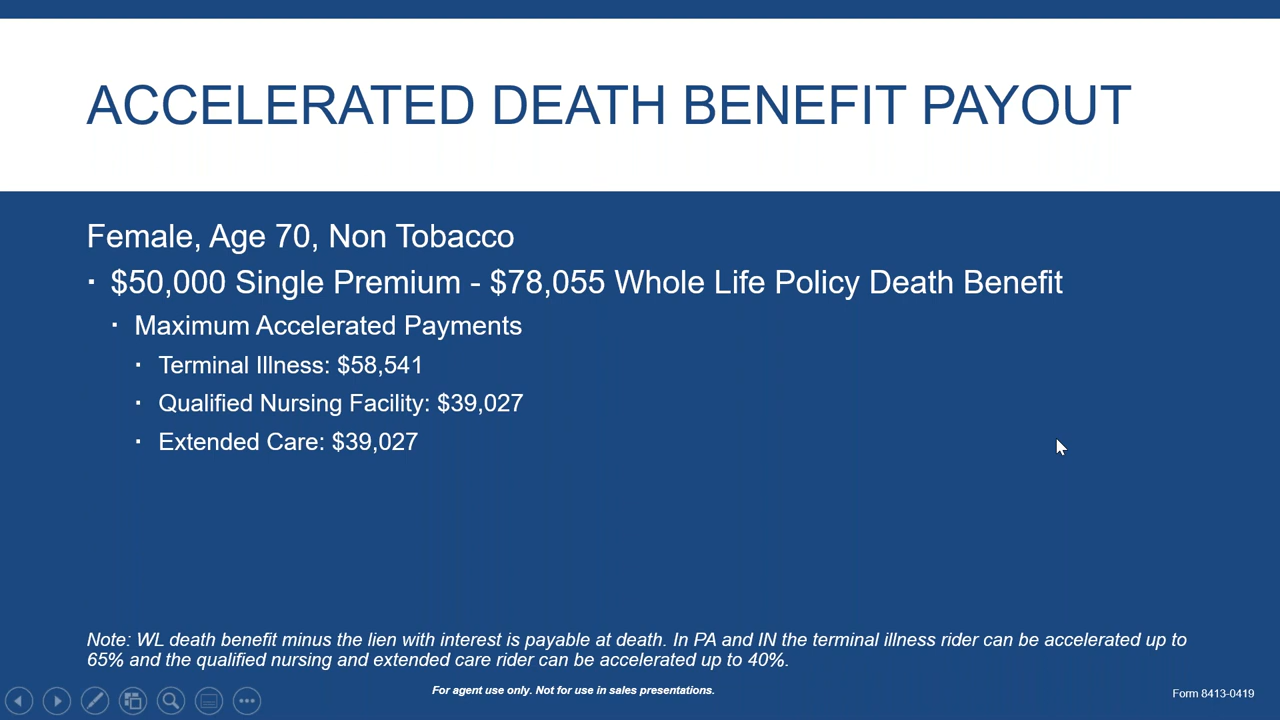 ACCELERATED DEATH BENEFIT PAYOUT
Female, Age 70, Non Tobacco
▪ $50,000 Single Premium - $78,055 Whole Life Policy Death Benefit
▪ Maximum Accelerated Payments
▪ Terminal Illness: $58,541
▪ Qualified Nursing Facility: $39,027
▪ Extended Care: $39,027
Note: WL death benefit minus the lien with interest is payable at death. In PA and IN the terminal illness rider can be accelerated up to
65% and the qualified nursing and extended care rider can be accelerated up to 40%.
For agent use only. Not for use in sales presentations.
Form 8413-0419